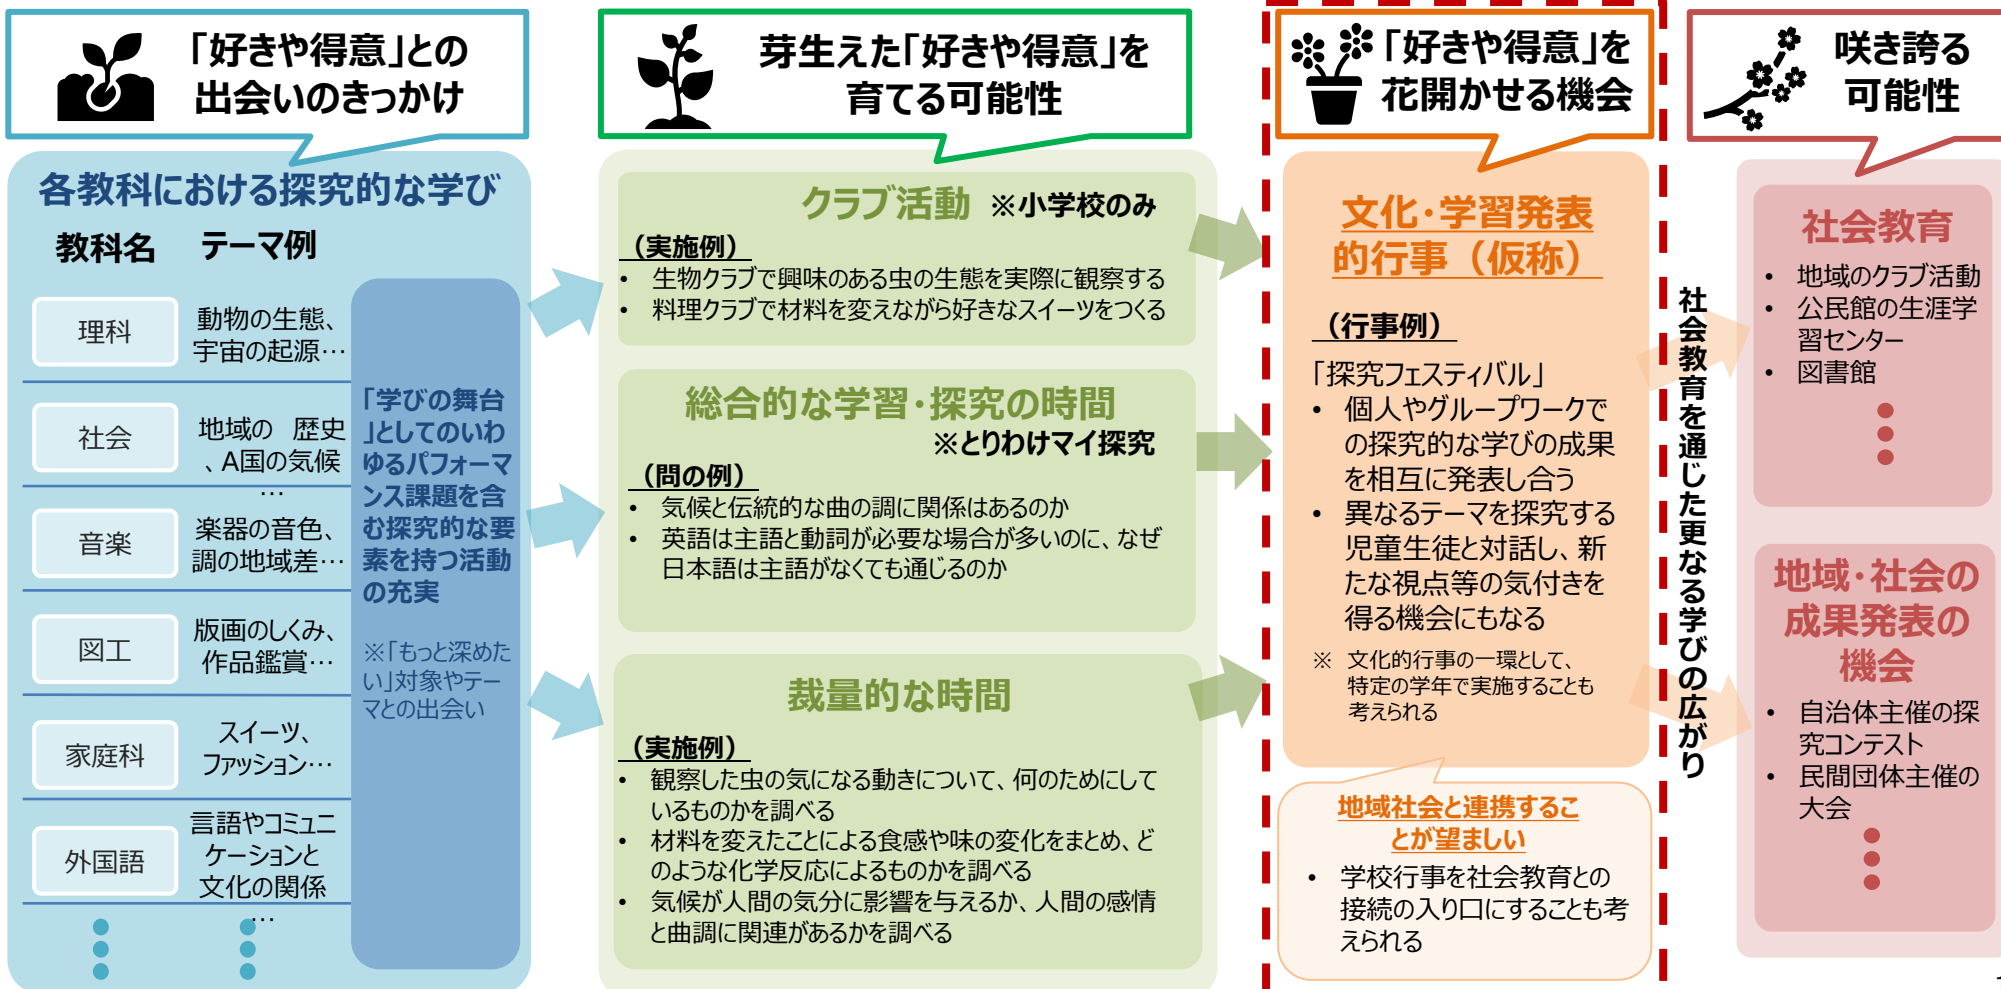 「好きや得意」との
出会いのきっかけ
各教科における探究的な学び
教科名 テーマ例
理科
動物の生態、
宇宙の起源…
社会
地域の 歴史
、A国の気候
…
音楽
楽器の音色、
調の地域差…
図工
版画のしくみ、
作品鑑賞…
家庭科
スイーツ、
ファッション…
外国語
言語やコミュニ
ケーションと
文化の関係
…
「学びの舞台
」としてのいわ
ゆるパフォーマ
ンス課題を含
む探究的な要
素を持つ活動
の充実
※「もっと深めた
い」対象やテー
マとの出会い
芽生えた「好きや得意」を
育てる可能性
クラブ活動 ※小学校のみ
（実施例）
• 生物クラブで興味のある虫の生態を実際に観察する
• 料理クラブで材料を変えながら好きなスイーツをつくる
総合的な学習・探究の時間
※とりわけマイ探究
（問の例）
• 気候と伝統的な曲の調に関係はあるのか
• 英語は主語と動詞が必要な場合が多いのに、なぜ
日本語は主語がなくても通じるのか
裁量的な時間
（実施例）
• 観察した虫の気になる動きについて、何のためにして
いるものかを調べる
• 材料を変えたことによる食感や味の変化をまとめ、ど
のような化学反応によるものかを調べる
• 気候が人間の気分に影響を与えるか、人間の感情
と曲調に関連があるかを調べる
「好きや得意」を
花開かせる機会
文化・学習発表
的行事（仮称）
（行事例）
「探究フェスティバル」
• 個人やグループワークで
の探究的な学びの成果
を相互に発表し合う
• 異なるテーマを探究する
児童生徒と対話し、新
たな視点等の気付きを
得る機会にもなる
※ 文化的行事の一環として、
特定の学年で実施することも
考えられる
地域社会と連携するこ
とが望ましい
• 学校行事を社会教育との
接続の入り口にすることも考
えられる
社会教育を通じた更なる学びの広がり
咲き誇る
可能性
社会教育
• 地域のクラブ活動
• 公民館の生涯学
習センター
• 図書館
地域・社会の
成果発表の
機会
• 自治体主催の探
究コンテスト
• 民間団体主催の
大会